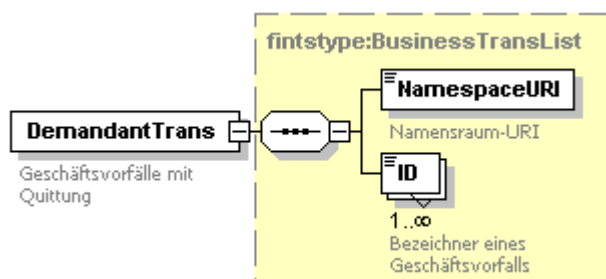 fintstype:BusinessTransList
NamespaceURI
Namensraum-URI
DemandantTrans
Geschäftsvorfälle mit
Quittung
ID
1..∞
Bezeichner eines
Geschäftsvorfalls